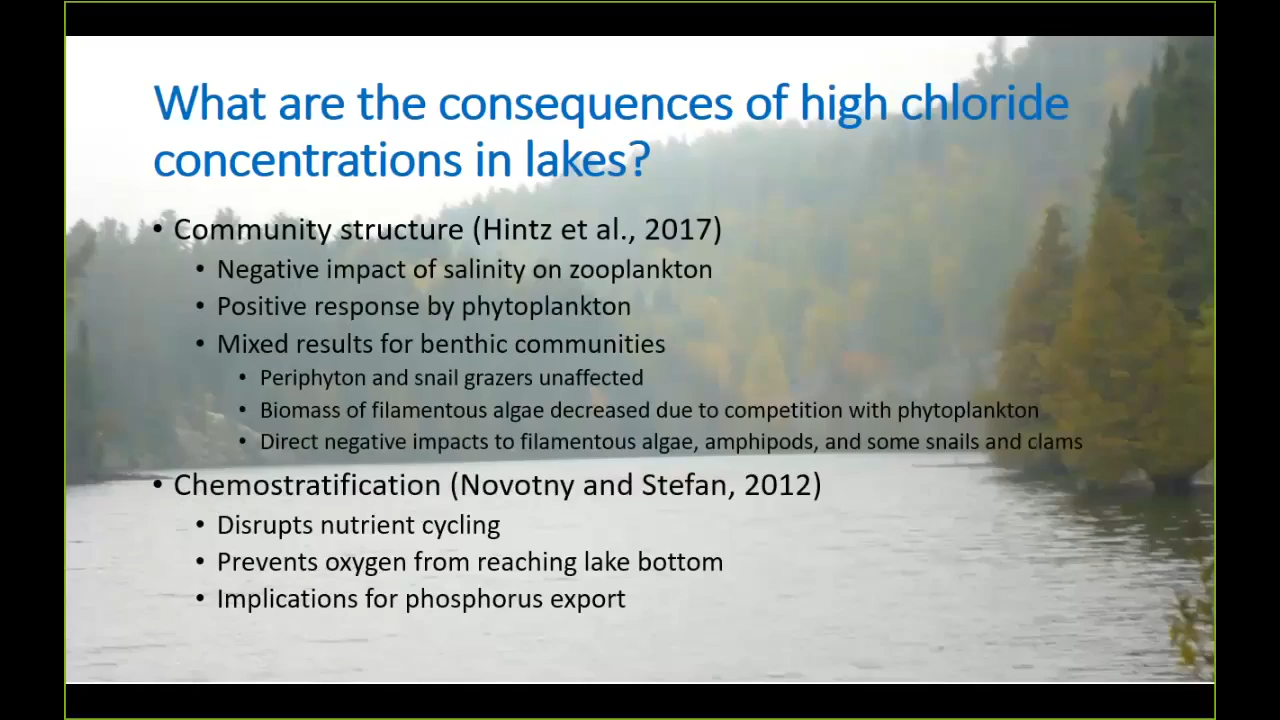 What are the consequences of high chloride
concentrations in lakes?
• Community structure (Hintz et al., 2017)
• Negative impact of salinity on zooplankton
• Positive response by phytoplankton
• Mixed results for benthic communities
• Periphyton and snail grazers unaffected
• Biomass of filamentous algae decreased due to competition with phytoplankton
• Direct negative impacts to filamentous algae, amphipods, and some snails and clams
• Chemostratification (Novotny and Stefan, 2012)
• Disrupts nutrient cycling
• Prevents oxygen from reaching lake bottom
• Implications for phosphorus export